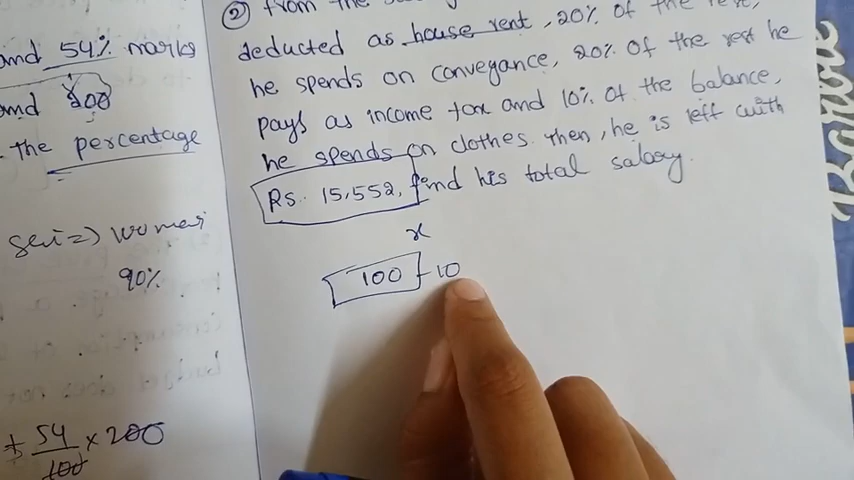 and 54% marks
and 200
the percentage
women
90%
+ 54/100 × 200
② from the
deducted as house rent, 20% of the rest,
he spends on conveyance, 20% of the rest he
pays as income tax and 10% of the balance,
he spends on clothes. then, he is left with
Rs. 15,552, find his total salary.
x
100 - 10